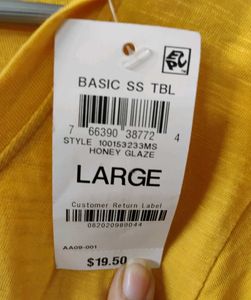 BASIC SS TBL
7 66390 38772 4
STYLE 100153233MS
HONEY GLAZE
LARGE
Customer Return Label
082020989044
AA09-001
$19.50